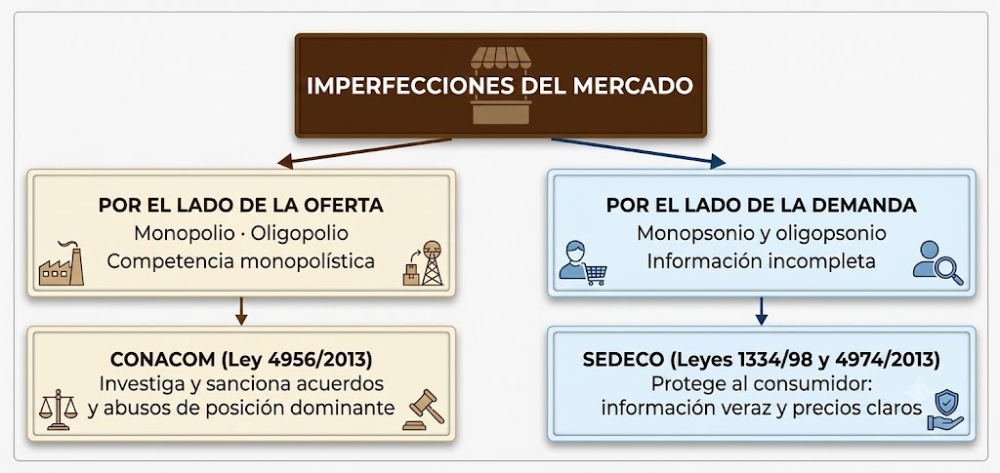 IMPERFECCIONES DEL MERCADO
POR EL LADO DE LA OFERTA
Monopolio · Oligopolio
Competencia monopolística
POR EL LADO DE LA DEMANDA
Monopsonio y oligopsonio
Información incompleta
CONACOM (Ley 4956/2013)
Investiga y sanciona acuerdos
y abusos de posición dominante
SEDECO (Leyes 1334/98 y 4974/2013)
Protege al consumidor:
información veraz y precios claros